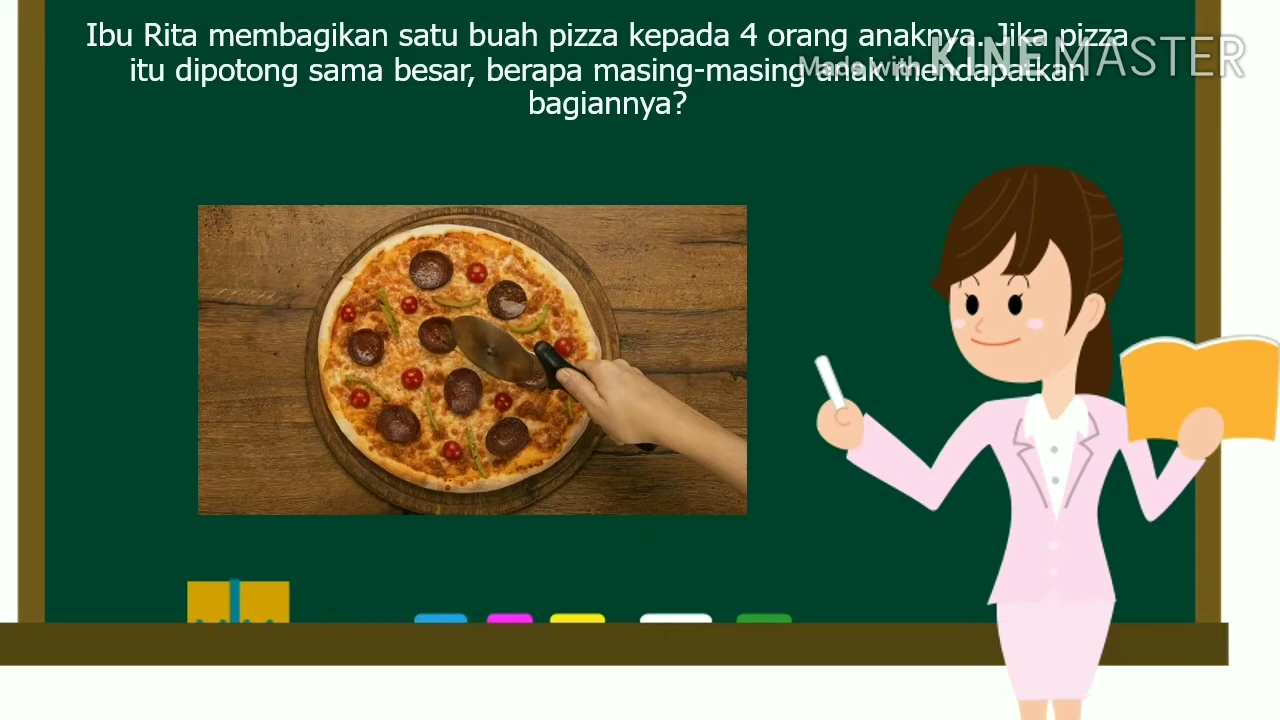 Ibu Rita membagikan satu buah pizza kepada 4 orang anaknya. Jika pizza
itu dipotong sama besar, berapa masing-masing anak mendapatkan
bagiannya?
Made with KINEMASTER